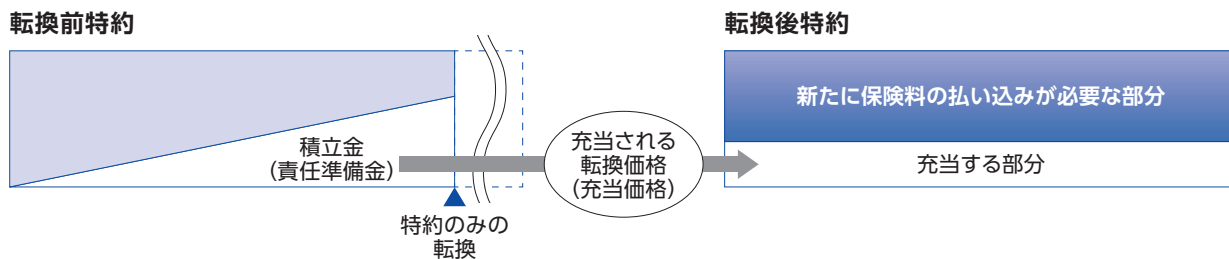 転換前特約
転換後特約
新たに保険料の払い込みが必要な部分
積立金
(責任準備金)
充当される
転換価格
(充当価格)
充当する部分
特約のみの
転換